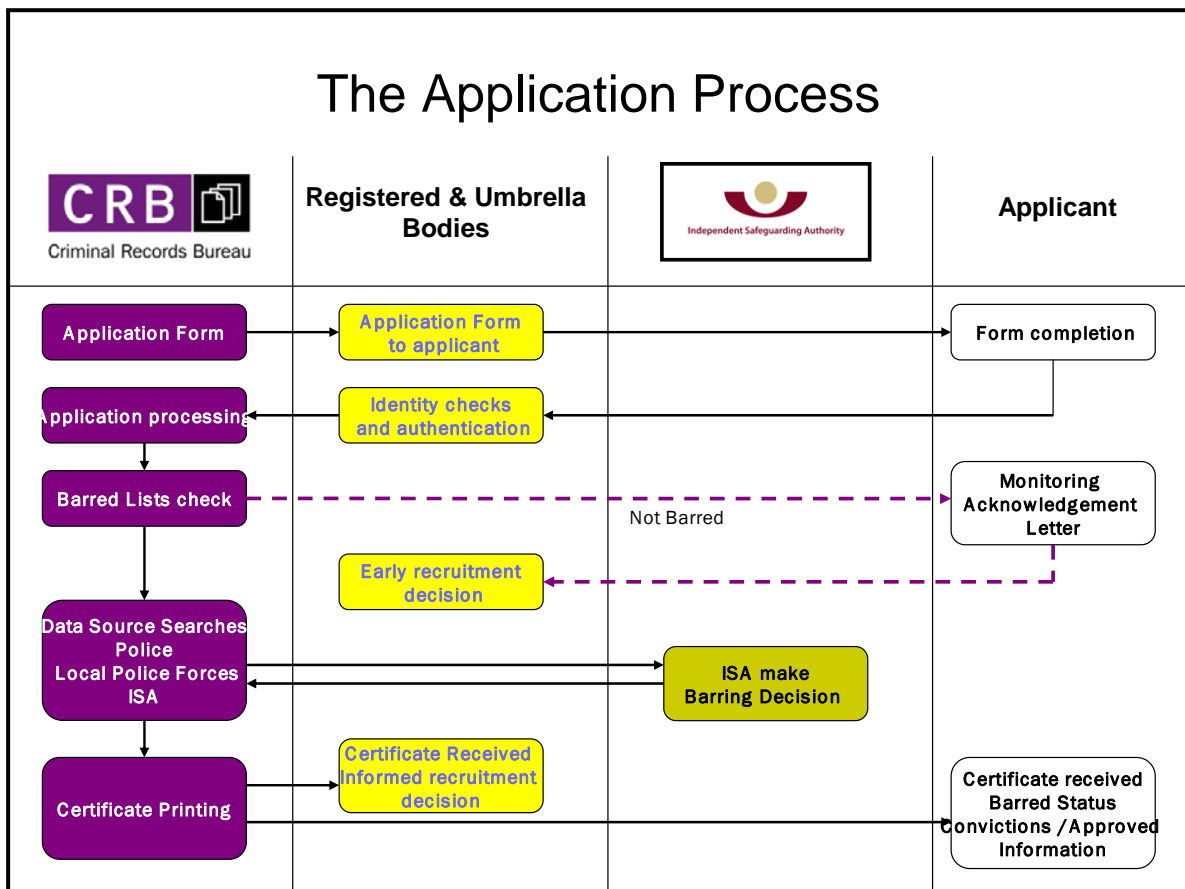 The Application Process
CRB
Criminal Records Bureau
Registered & Umbrella
Bodies
Independent Safeguarding Authority
Applicant
Application Form
Application Form
to applicant
Form completion
Application processing
Identity checks
and authentication
Barred Lists check
Not Barred
Monitoring
Acknowledgement
Letter
Early recruitment
decision
Data Source Searches
Police
Local Police Forces
ISA
ISA make
Barring Decision
Certificate Printing
Certificate Received
Informed recruitment
decision
Certificate received
Barred Status
Convictions /Approved
Information